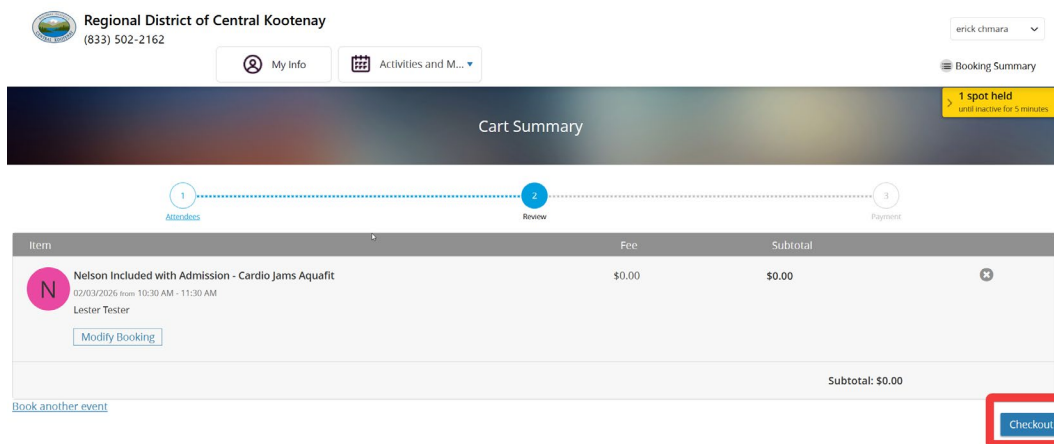 Regional District of Central Kootenay
(833) 502-2162
erick chmara
My Info
Activities and M...
Booking Summary
1 spot held
until inactive for 5 minutes
Cart Summary
1
2
3
Attendees
Review
Payment
Item Fee Subtotal
N
Nelson Included with Admission - Cardio Jams Aquafit $0.00 $0.00
02/03/2026 from 10:30 AM - 11:30 AM
Lester Tester
Modify Booking
Subtotal: $0.00
Book another event
Checkout